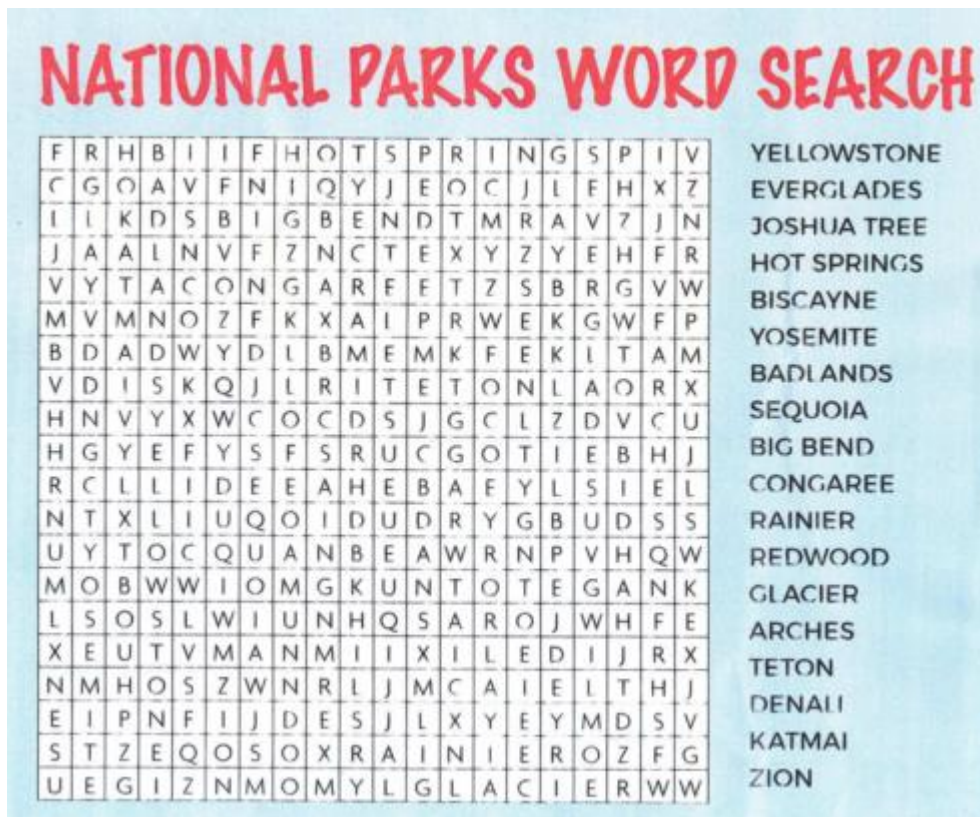 NATIONAL PARKS WORD SEARCH
F R H B I I F H O T S P R I N G S P I V
C G O A V F N I Q Y J E O C J L E H X Z
I L K D S B I G B E N D T M R A V Z J N
J A A L N V F Z N C T E X Y Z Y E H F R
V Y T A C O N G A R E E T Z S B R G V W
M V M N O Z F K X A I P R W E K G W F P
B D A D W Y D L B M E M K F E K L T A M
V D I S K Q J L R I T E T O N L A O R X
H N V Y X W C O C D S J G C L Z D V C U
H G Y E F Y S F S R U C G O T I E B H J
R C L L I D E E A H E B A F Y L S I E L
N T X L I U Q O I D U D R Y G B U D S S
U Y T O C Q U A N B E A W R N P V H Q W
M O B W W I O M G K U N T O T E G A N K
L S O S L W I U N H Q S A R O J W H F E
X E U T V M A N M I I X I L E D I J R X
N M H O S Z W N R L J M C A I E L T H J
E I P N F I J D E S J L X Y E Y M D S V
S T Z E Q O S O X R A I N I E R O Z F G
U E G I Z N M O M Y L G L A C I E R W W
YELLOWSTONE
EVERGLADES
JOSHUA TREE
HOT SPRINGS
BISCAYNE
YOSEMITE
BADLANDS
SEQUOIA
BIG BEND
CONGAREE
RAINIER
REDWOOD
GLACIER
ARCHES
TETON
DENALI
KATMAI
ZION